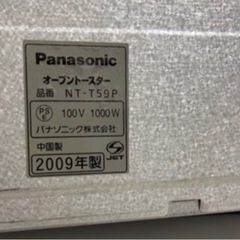 Panasonic
オーブントースター
品番 NT-T59P
PS E 100V 1000W
パナソニック株式会社
中国製
2009年製
S JET